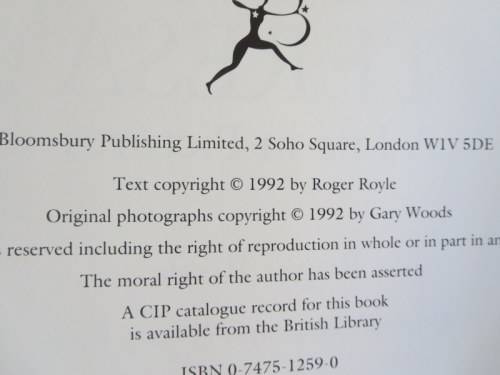 Bloomsbury Publishing Limited, 2 Soho Square, London W1V 5DE
Text copyright © 1992 by Roger Royle
Original photographs copyright © 1992 by Gary Woods
reserved including the right of reproduction in whole or in part in
The moral right of the author has been asserted
A CIP catalogue record for this book
is available from the British Library
ISBN 0-7475-1259-0